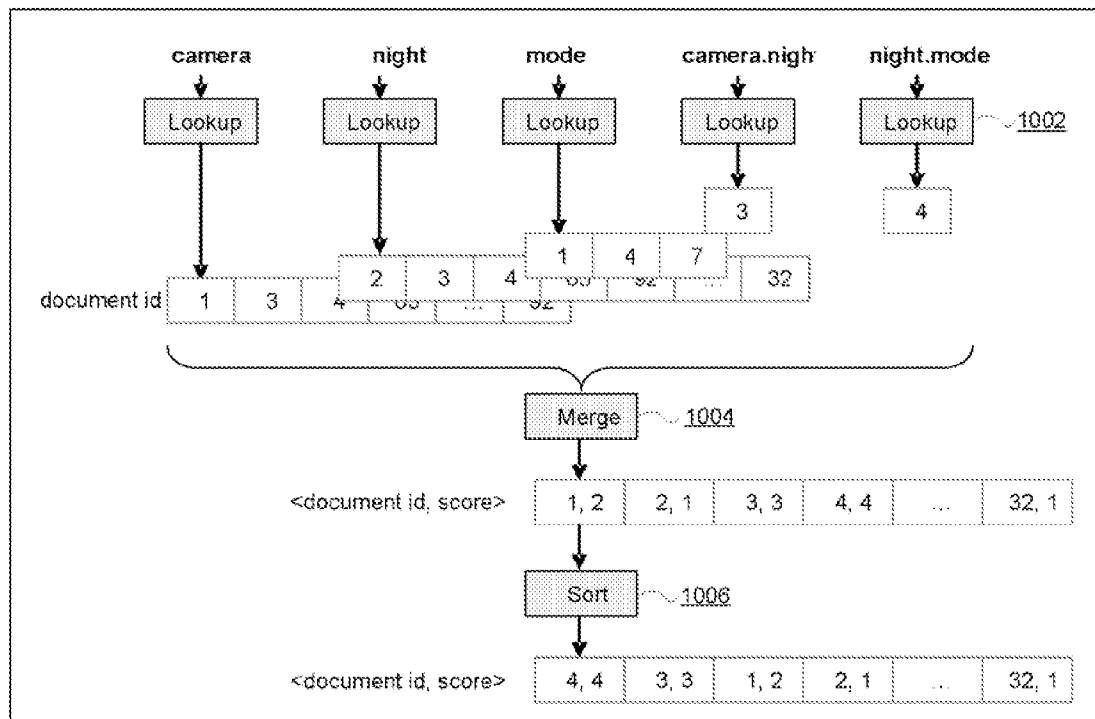 camera night mode camera.nigh night.mode
Lookup Lookup Lookup Lookup Lookup 1002
3 4
1 4 7
2 3 4 92 ... 32
document id 1 3 4 ...
Merge 1004
<document id, score> 1, 2 2, 1 3, 3 4, 4 ... 32, 1
Sort 1006
<document id, score> 4, 4 3, 3 1, 2 2, 1 ... 32, 1